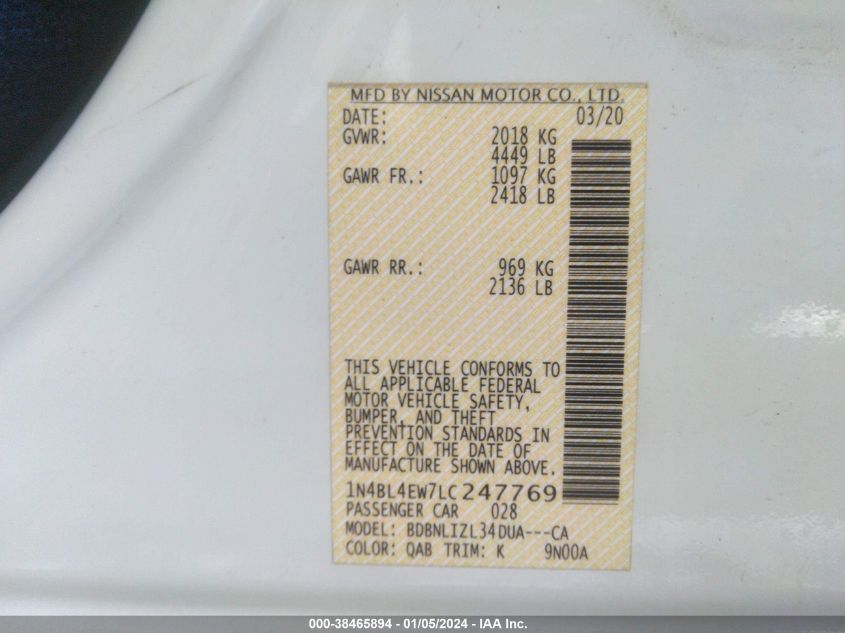 MFD BY NISSAN MOTOR CO., LTD.
DATE: 03/20
GVWR: 2018 KG
4449 LB
GAWR FR.: 1097 KG
2418 LB
GAWR RR.: 969 KG
2136 LB
THIS VEHICLE CONFORMS TO
ALL APPLICABLE FEDERAL
MOTOR VEHICLE SAFETY,
BUMPER, AND THEFT
PREVENTION STANDARDS IN
EFFECT ON THE DATE OF
MANUFACTURE SHOWN ABOVE.
1N4BL4EW7LC247769
PASSENGER CAR 028
MODEL: BDBNLIZL34DUA---CA
COLOR: QAB TRIM: K 9N00A
000-38465894 - 01/05/2024 - IAA Inc.